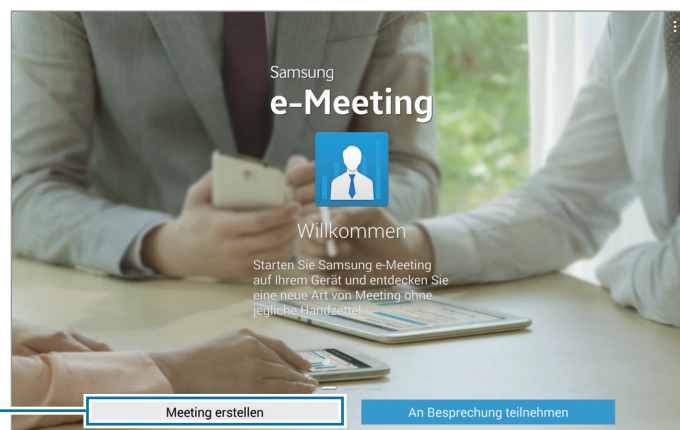 Samsung
e-Meeting
Willkommen
Starten Sie Samsung e-Meeting
auf Ihrem Gerät und entdecken Sie
eine neue Art von Meeting ohne
jegliche Handzettel.
Meeting erstellen
An Besprechung teilnehmen